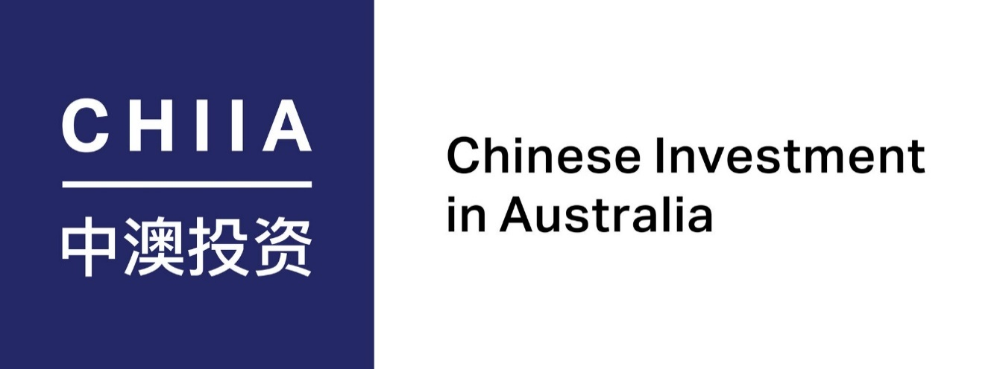 CHIIA
中澳投资
Chinese Investment
in Australia